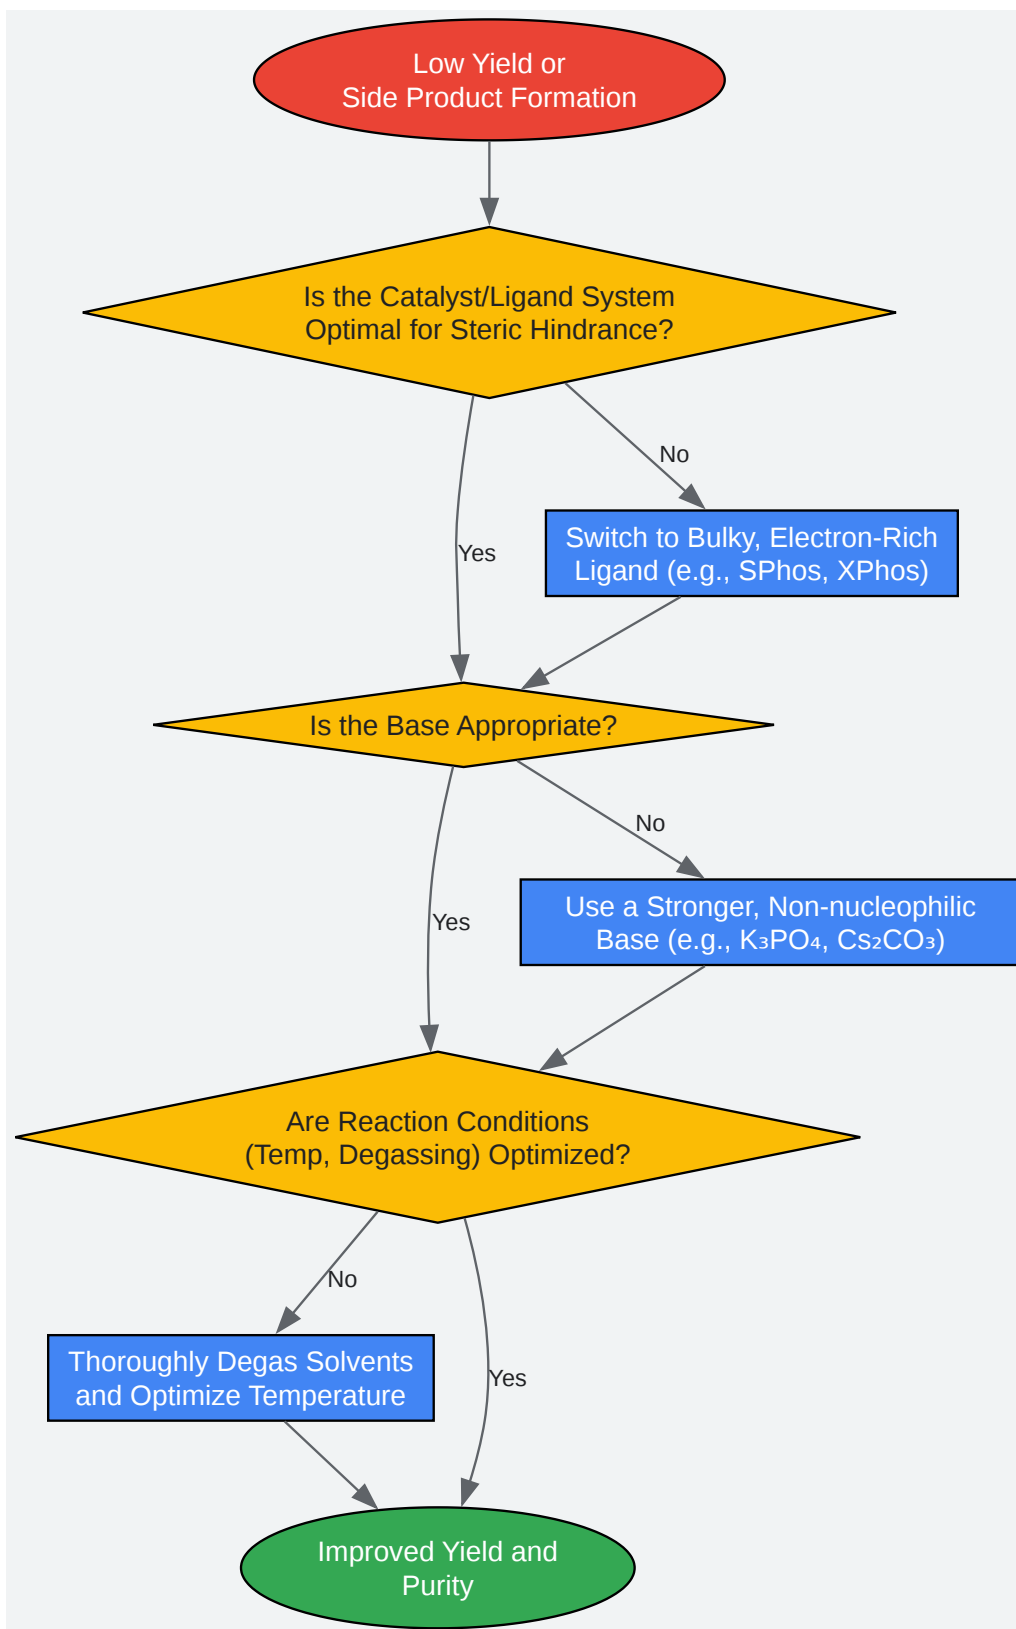 Low Yield or
Side Product Formation
Is the Catalyst/Ligand System
Optimal for Steric Hindrance?
No
Switch to Bulky, Electron-Rich
Ligand (e.g., SPhos, XPhos)
Yes
Is the Base Appropriate?
No
Use a Stronger, Non-nucleophilic
Base (e.g., K₃PO₄, Cs₂CO₃)
Yes
Are Reaction Conditions
(Temp, Degassing) Optimized?
No
Thoroughly Degas Solvents
and Optimize Temperature
Yes
Improved Yield and
Purity